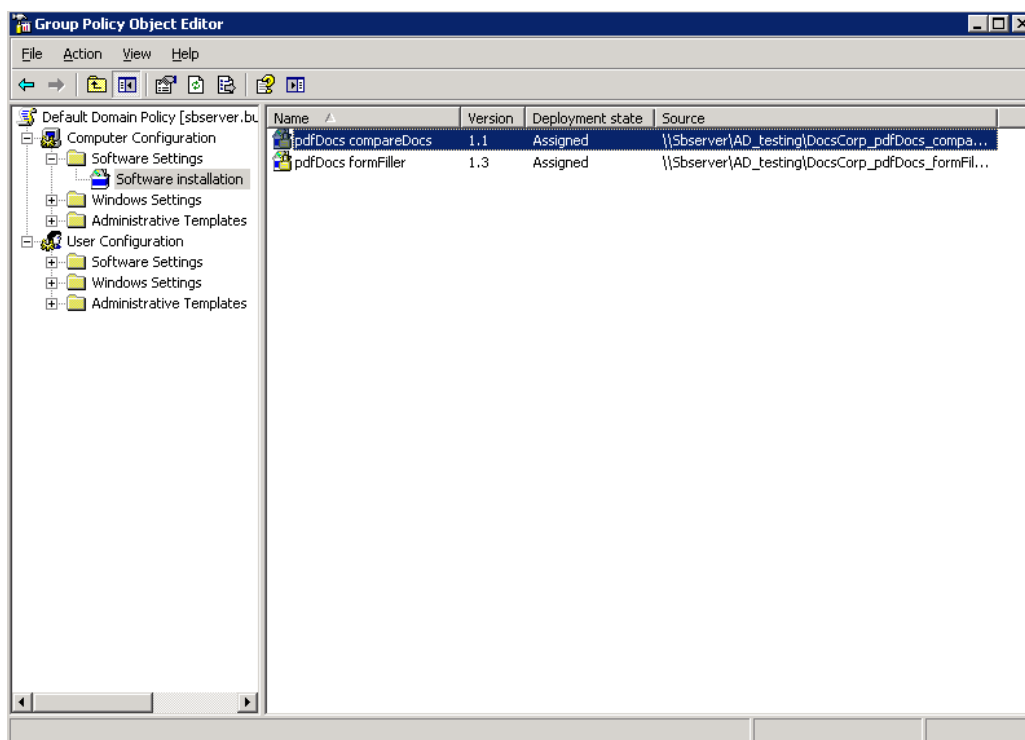 Group Policy Object Editor
File Action View Help
Default Domain Policy [sbserver.bu
Computer Configuration
Software Settings
Software installation
Windows Settings
Administrative Templates
User Configuration
Software Settings
Windows Settings
Administrative Templates
Name Version Deployment state Source
pdfDocs compareDocs 1.1 Assigned \\Sbserver\AD_testing\DocsCorp_pdfDocs_compa...
pdfDocs formFiller 1.3 Assigned \\Sbserver\AD_testing\DocsCorp_pdfDocs_formFil...